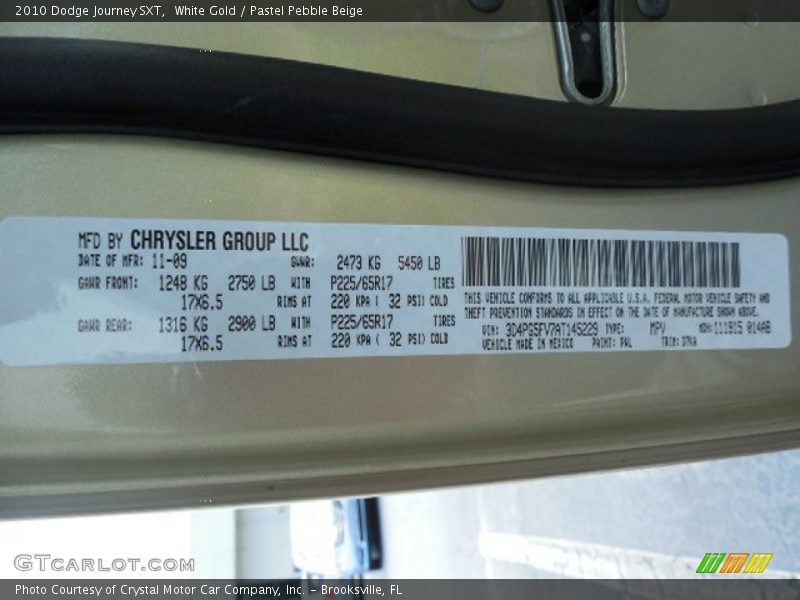 2010 Dodge Journey SXT, White Gold / Pastel Pebble Beige
MFD BY CHRYSLER GROUP LLC
DATE OF MFR: 11-09 GVWR: 2473 KG 5450 LB
GAWR FRONT: 1248 KG 2750 LB WITH P225/65R17 TIRES
17X6.5 RIMS AT 220 KPA ( 32 PSI) COLD
GAWR REAR: 1316 KG 2900 LB WITH P225/65R17 TIRES
17X6.5 RIMS AT 220 KPA ( 32 PSI) COLD
THIS VEHICLE CONFORMS TO ALL APPLICABLE U.S.A. FEDERAL MOTOR VEHICLE SAFETY AND
THEFT PREVENTION STANDARDS IN EFFECT ON THE DATE OF MANUFACTURE SHOWN ABOVE.
VIN: 3D4PG5FV7AT145229 TYPE: MPV MDH: 111915 014AB
VEHICLE MADE IN MEXICO PAINT: PWL TRIM:
GTcarlot.com
Photo Courtesy of Crystal Motor Car Company, Inc. - Brooksville, FL